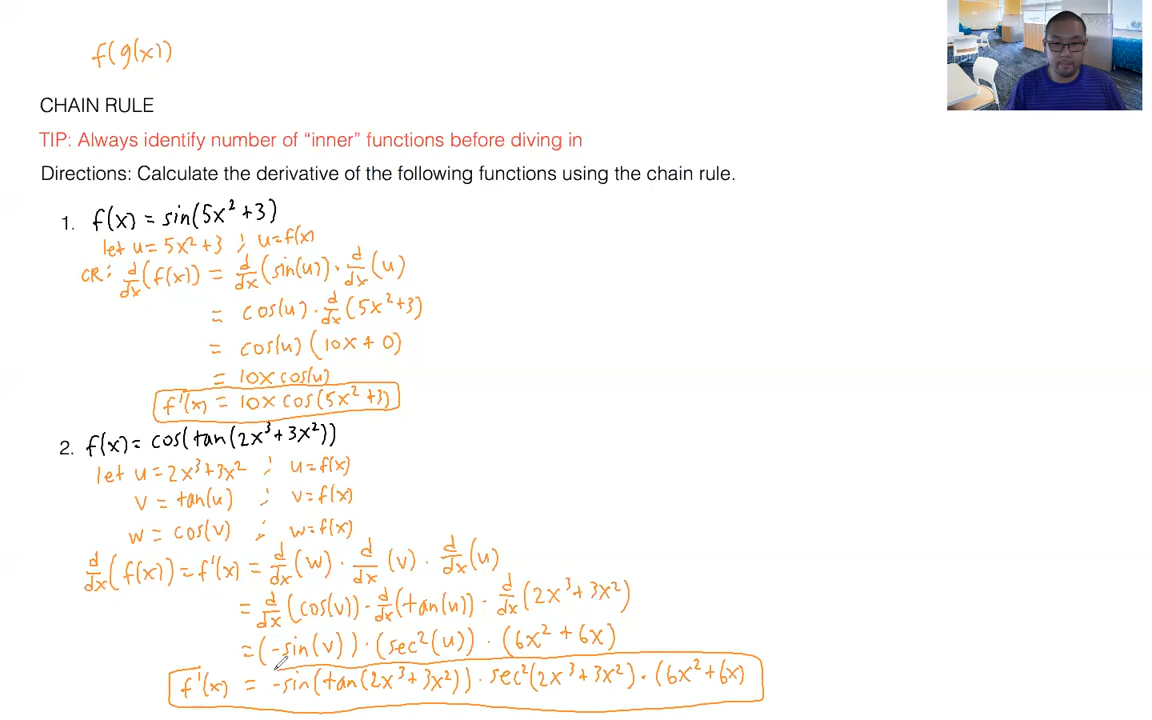 f(g(x))
CHAIN RULE
TIP: Always identify number of “inner” functions before diving in
Directions: Calculate the derivative of the following functions using the chain rule.
1. f(x) = sin(5x² + 3)
let u = 5x² + 3 ; u = f(x)
CR: d/dx (f(x)) = d/dx (sin(u)) · d/dx (u)
= cos(u) · d/dx (5x² + 3)
= cos(u) (10x + 0)
= 10x cos(u)
f'(x) = 10x cos(5x² + 3)
2. f(x) = cos(tan(2x³ + 3x²))
let u = 2x³ + 3x² ; u = f(x)
v = tan(u) ; v = f(x)
w = cos(v) ; w = f(x)
d/dx (f(x)) = f'(x) = d/dx (w) · d/dx (v) · d/dx (u)
= d/dx (cos(v)) · d/dx (tan(u)) · d/dx (2x³ + 3x²)
= (-sin(v)) · (sec²(u)) · (6x² + 6x)
f'(x) = -sin(tan(2x³ + 3x²)) · sec²(2x³ + 3x²) · (6x² + 6x)